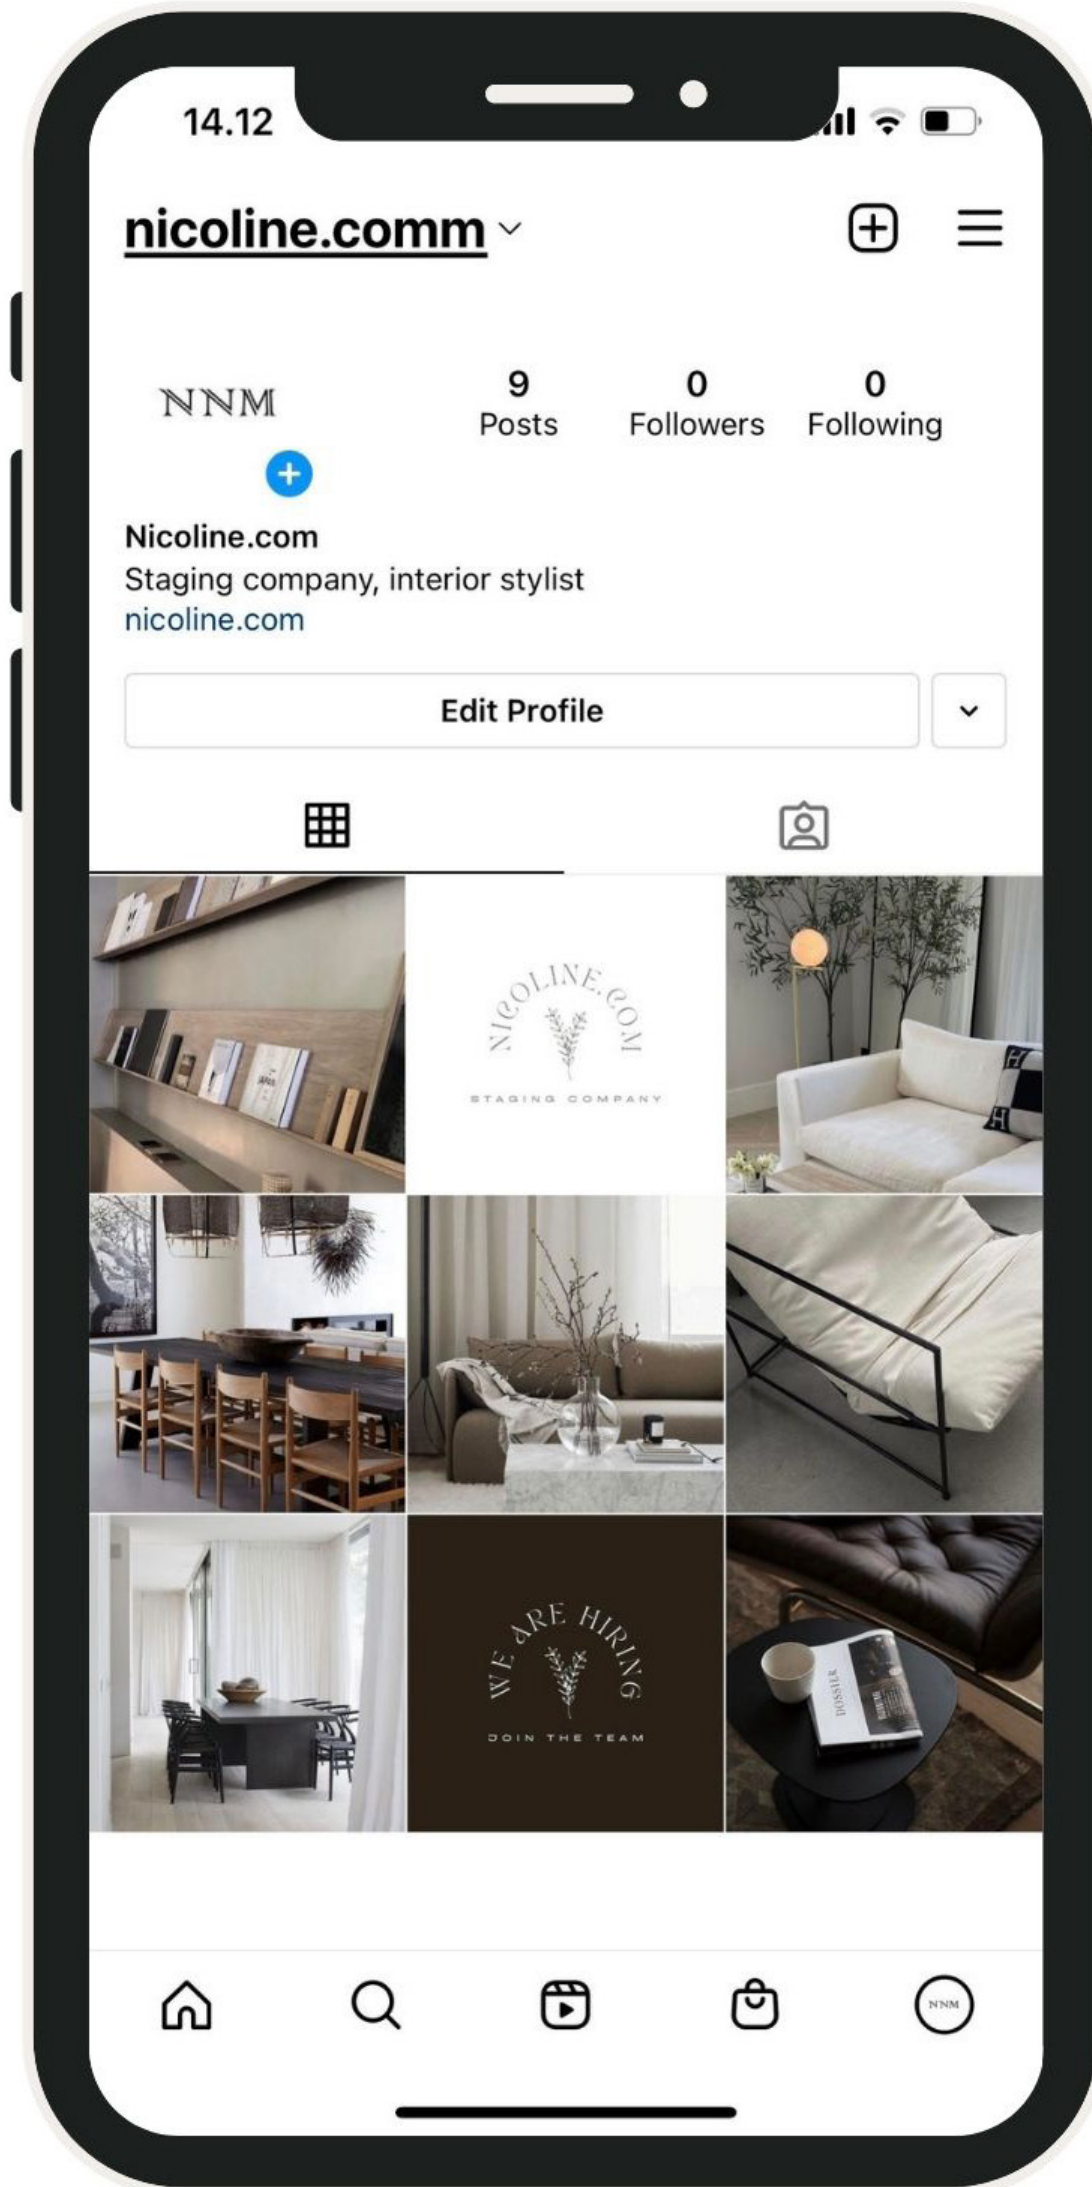 14.12
nicoline.comm
NNM
9
Posts
0
Followers
0
Following
Nicoline.com
Staging company, interior stylist
nicoline.com
Edit Profile
JAPAN
NICOLINE.COM
STAGING COMPANY
H
H
DOSSIER
WE ARE HIRING
JOIN THE TEAM
NNM